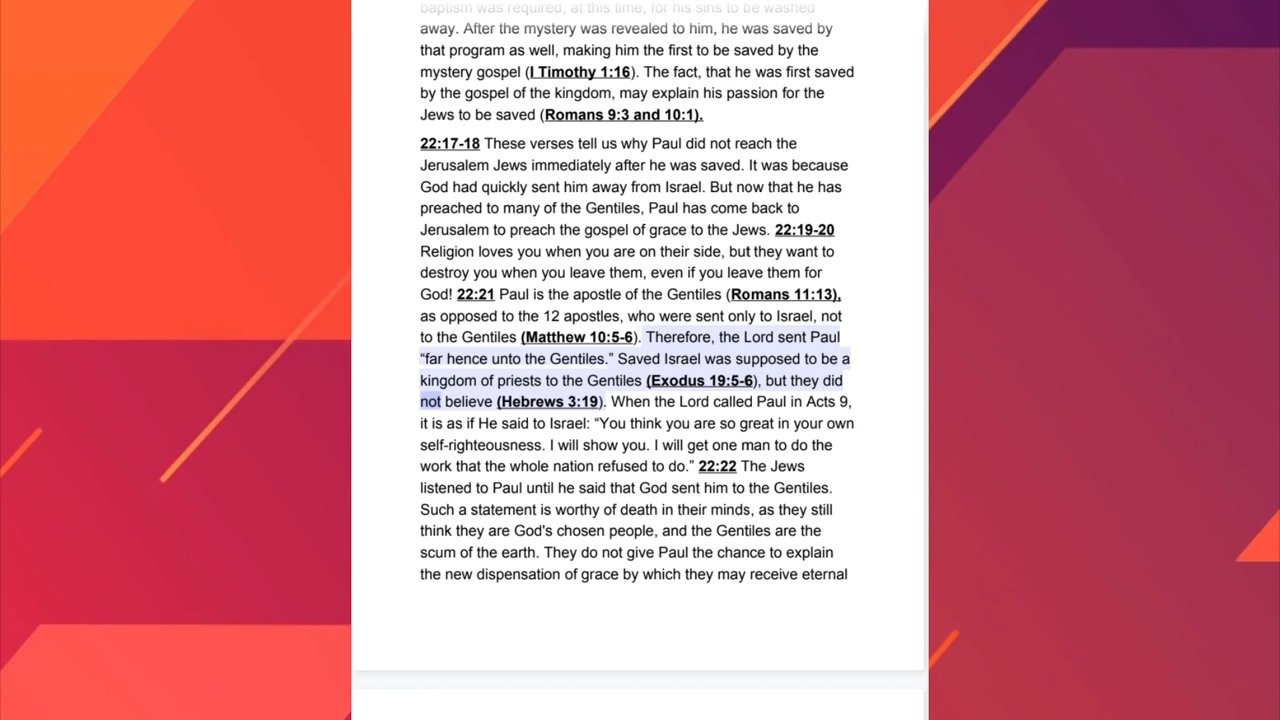 baptism was required, at this time, for his sins to be washed
away. After the mystery was revealed to him, he was saved by
that program as well, making him the first to be saved by the
mystery gospel (I Timothy 1:16). The fact, that he was first saved
by the gospel of the kingdom, may explain his passion for the
Jews to be saved (Romans 9:3 and 10:1).
22:17-18 These verses tell us why Paul did not reach the
Jerusalem Jews immediately after he was saved. It was because
God had quickly sent him away from Israel. But now that he has
preached to many of the Gentiles, Paul has come back to
Jerusalem to preach the gospel of grace to the Jews. 22:19-20
Religion loves you when you are on their side, but they want to
destroy you when you leave them, even if you leave them for
God! 22:21 Paul is the apostle of the Gentiles (Romans 11:13),
as opposed to the 12 apostles, who were sent only to Israel, not
to the Gentiles (Matthew 10:5-6). Therefore, the Lord sent Paul
“far hence unto the Gentiles.” Saved Israel was supposed to be a
kingdom of priests to the Gentiles (Exodus 19:5-6), but they did
not believe (Hebrews 3:19). When the Lord called Paul in Acts 9,
it is as if He said to Israel: “You think you are so great in your own
self-righteousness. I will show you. I will get one man to do the
work that the whole nation refused to do.” 22:22 The Jews
listened to Paul until he said that God sent him to the Gentiles.
Such a statement is worthy of death in their minds, as they still
think they are God's chosen people, and the Gentiles are the
scum of the earth. They do not give Paul the chance to explain
the new dispensation of grace by which they may receive eternal